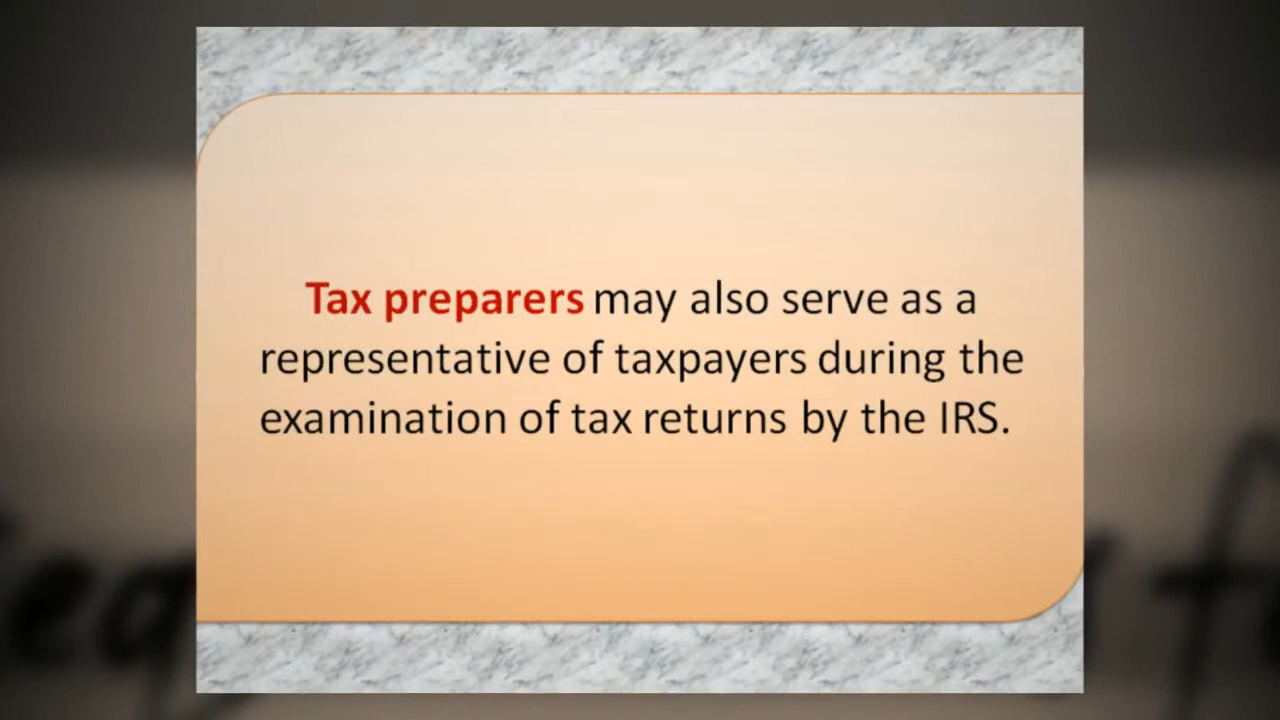 Tax preparers may also serve as a
representative of taxpayers during the
examination of tax returns by the IRS.